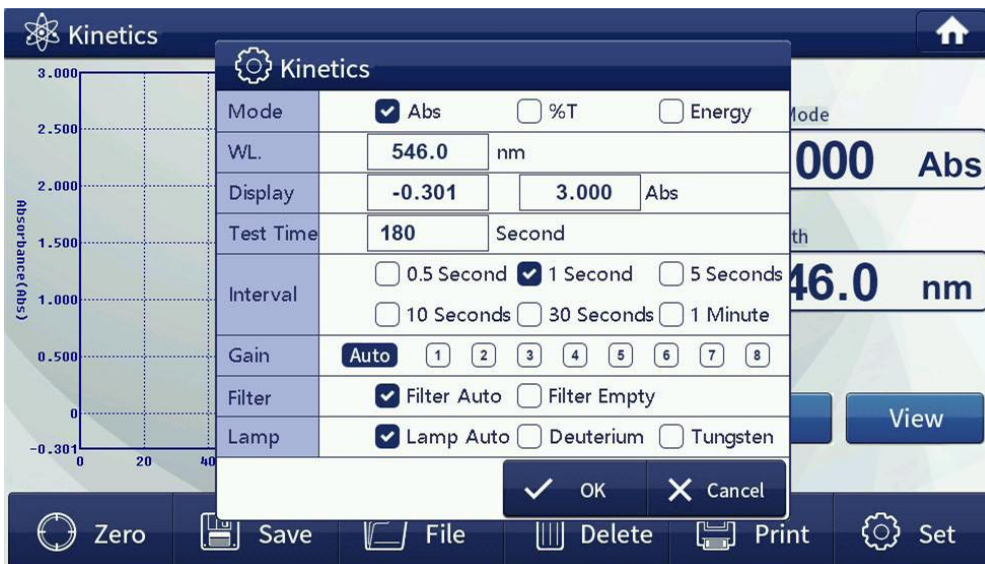 Kinetics
Kinetics
Mode Abs %T Energy
WL. 546.0 nm
Display -0.301 3.000 Abs
Test Time 180 Second
Interval 0.5 Second 1 Second 5 Seconds
10 Seconds 30 Seconds 1 Minute
Gain Auto 1 2 3 4 5 6 7 8
Filter Filter Auto Filter Empty
Lamp Lamp Auto Deuterium Tungsten
OK Cancel
3.000
2.500
2.000
1.500
1.000
0.500
0
-0.301
Absorbance(Abs)
0 20 40
Mode
000 Abs
th
46.0 nm
View
Zero Save File Delete Print Set